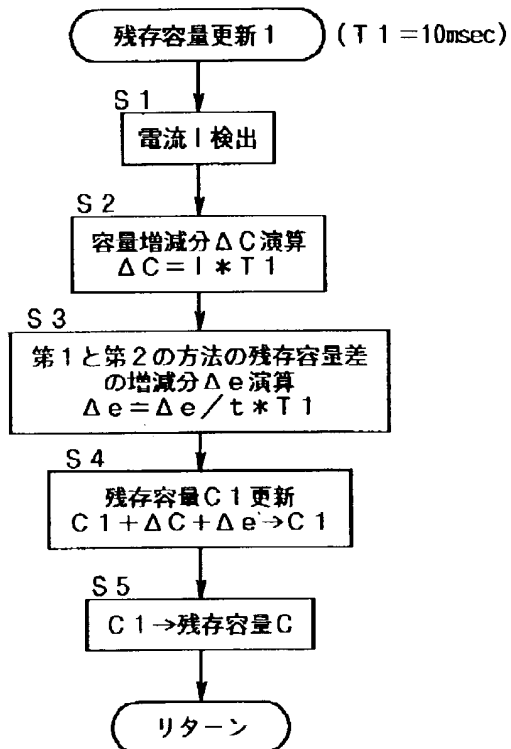 残存容量更新1 (T1=10msec)
S1
電流I検出
S2
容量増減分ΔC演算
ΔC=I*T1
S3
第1と第2の方法の残存容量差
の増減分Δe演算
Δe=Δe/t*T1
S4
残存容量C1更新
C1+ΔC+Δe→C1
S5
C1→残存容量C
リターン